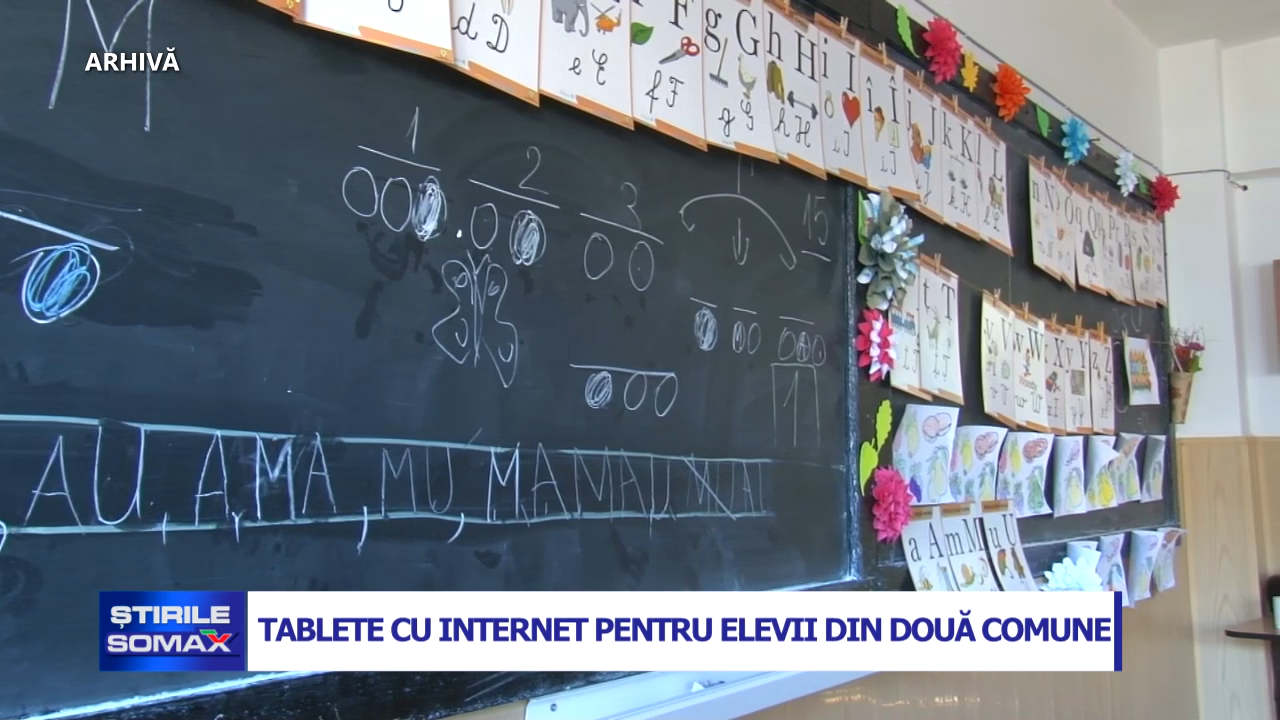 ARHIVĂ
M
d D
e E
f F
g G
g G
h H
h H
i I
î Î
j J
k K
l L
1
2
3
15
n N
t T
v V
w W
x X
y Y
z Z
1
AU, AMA, MU, MAMA
a A
m M
u U
ȘTIRILE
SOMAX
TABLETE CU INTERNET PENTRU ELEVII DIN DOUĂ COMUNE